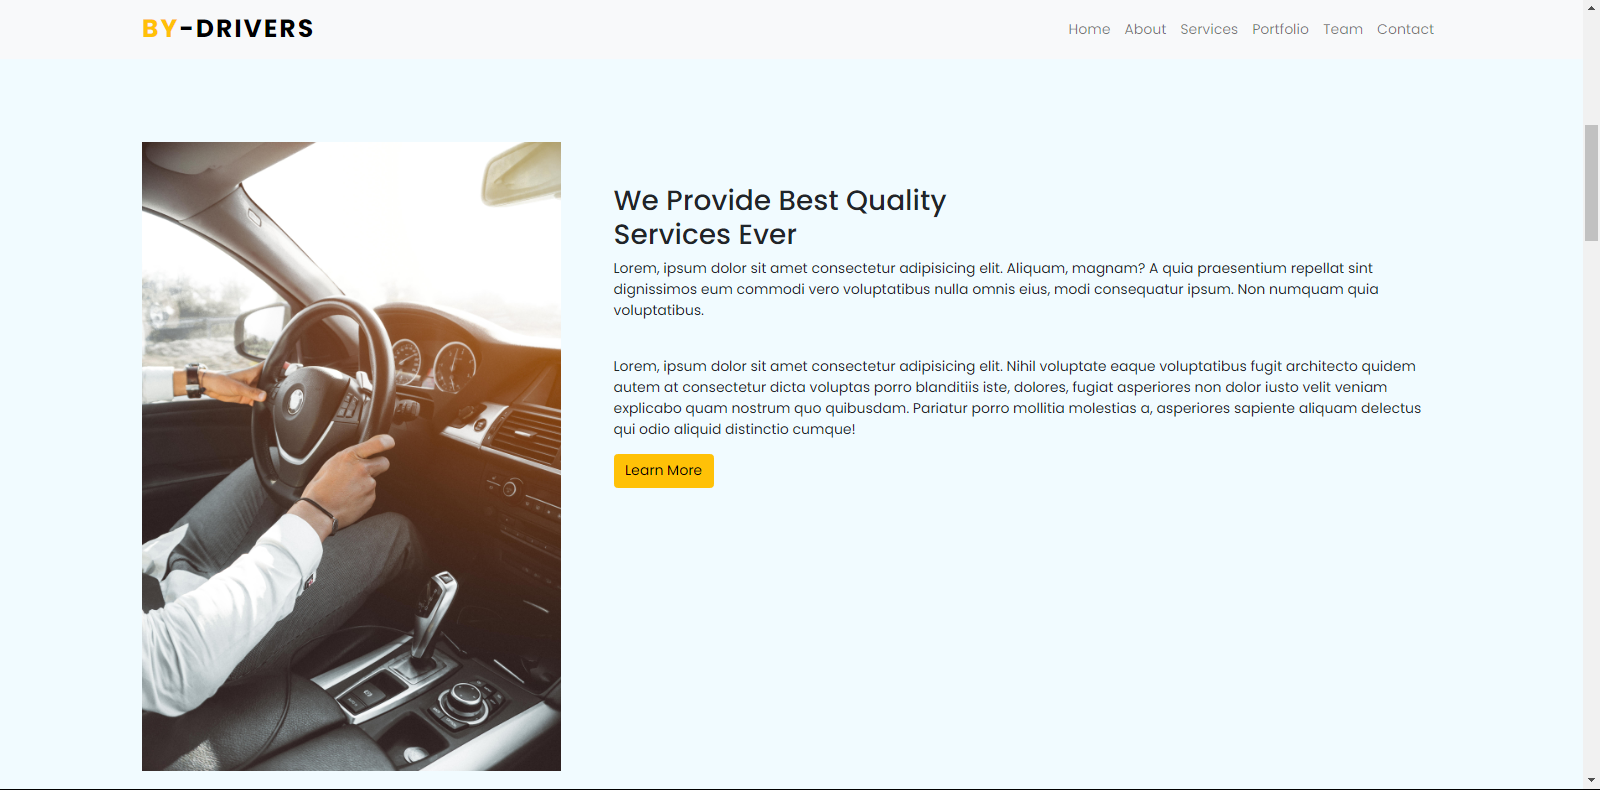 BY-DRIVERS
Home About Services Portfolio Team Contact
We Provide Best Quality
Services Ever
Lorem, ipsum dolor sit amet consectetur adipisicing elit. Aliquam, magnam? A quia praesentium repellat sint
dignissimos eum commodi vero voluptatibus nulla omnis eius, modi consequatur ipsum. Non numquam quia
voluptatibus.
Lorem, ipsum dolor sit amet consectetur adipisicing elit. Nihil voluptate eaque voluptatibus fugit architecto quidem
autem at consectetur dicta voluptas porro blanditiis iste, dolores, fugiat asperiores non dolor iusto velit veniam
explicabo quam nostrum quo quibusdam. Pariatur porro mollitia molestias a, asperiores sapiente aliquam delectus
qui odio aliquid distinctio cumque!
Learn More